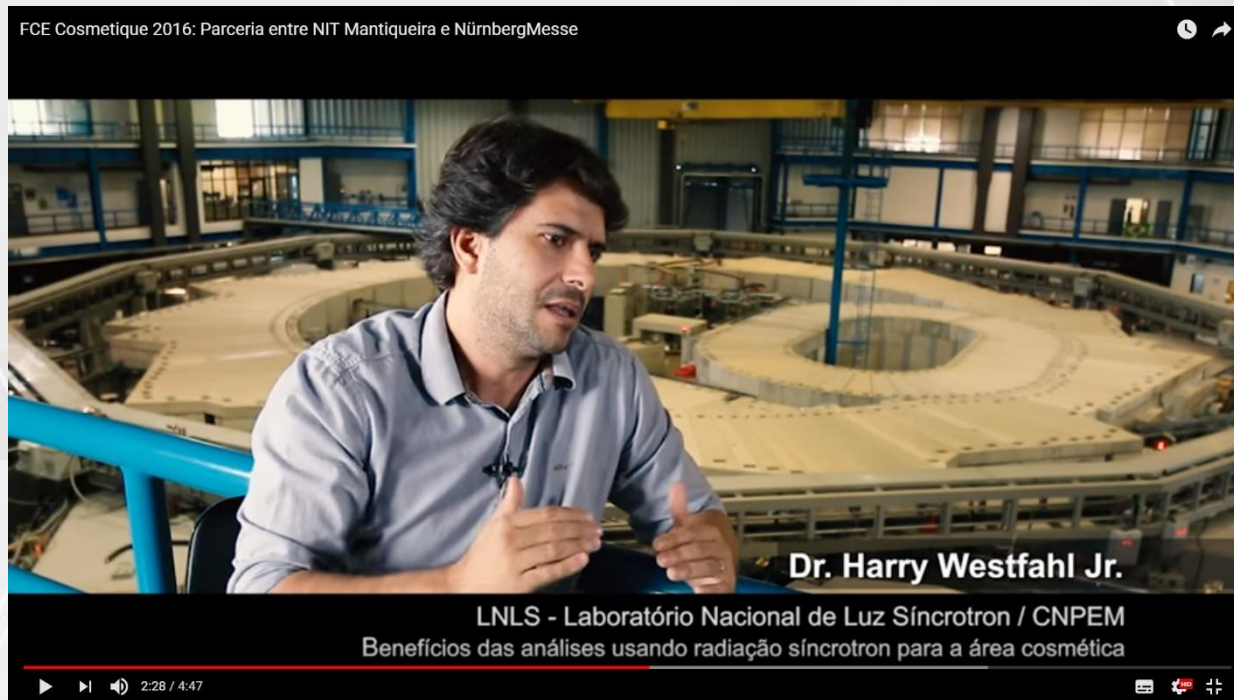 FCE Cosmetique 2016: Parceria entre NIT Mantiqueira e NürnbergMesse
Dr. Harry Westfahl Jr.
LNLS - Laboratório Nacional de Luz Síncrotron / CNPEM
Benefícios das análises usando radiação síncrotron para a área cosmética
2:28 / 4:47
HD